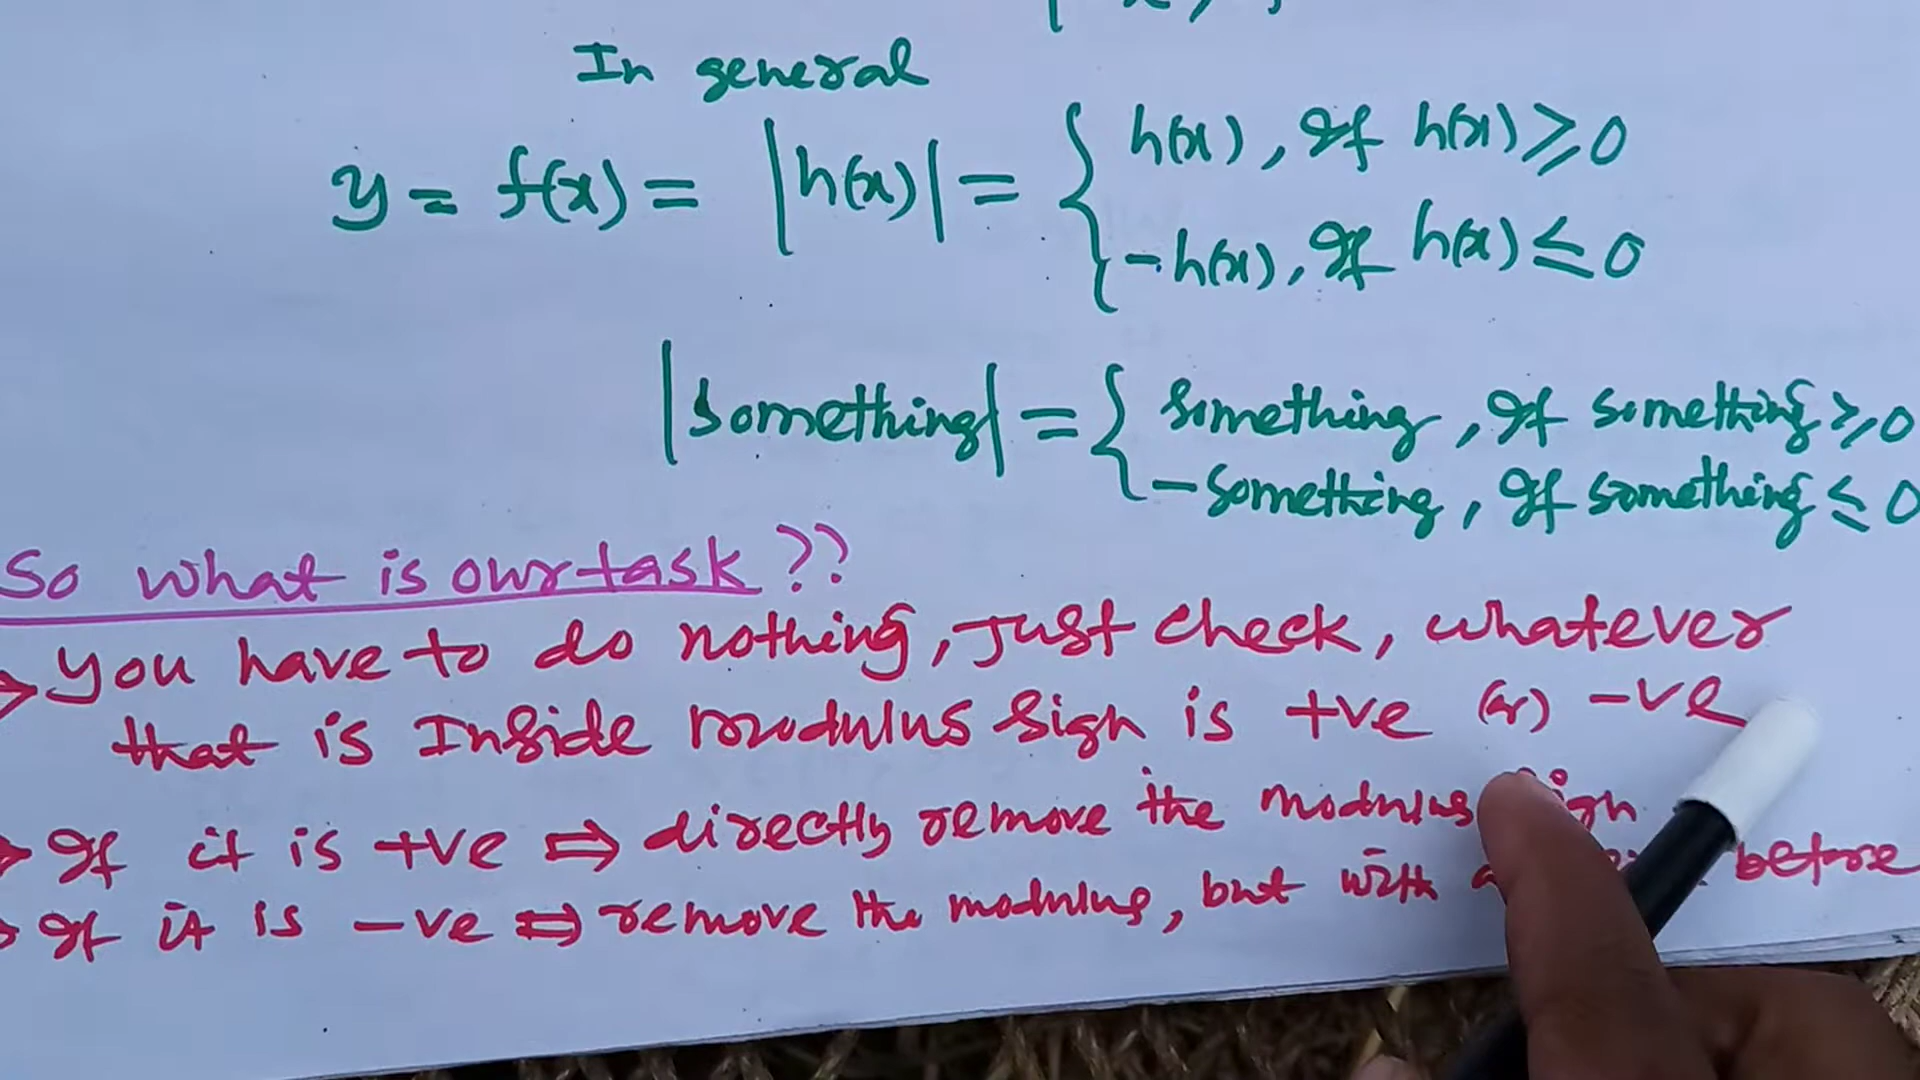 In general
y = f(x) = |h(x)| = { h(x), If h(x) ≥ 0
-h(x), If h(x) ≤ 0
|something| = { something, If something ≥ 0
- something, If something ≤ 0
So what is our task ??
→ you have to do nothing, Just check, whatever
that is Inside modulus sign is +ve (or) -ve
→ If it is +ve ⇒ directly remove the modulus sign
→ If it is -ve ⇒ remove the modulus, but with before